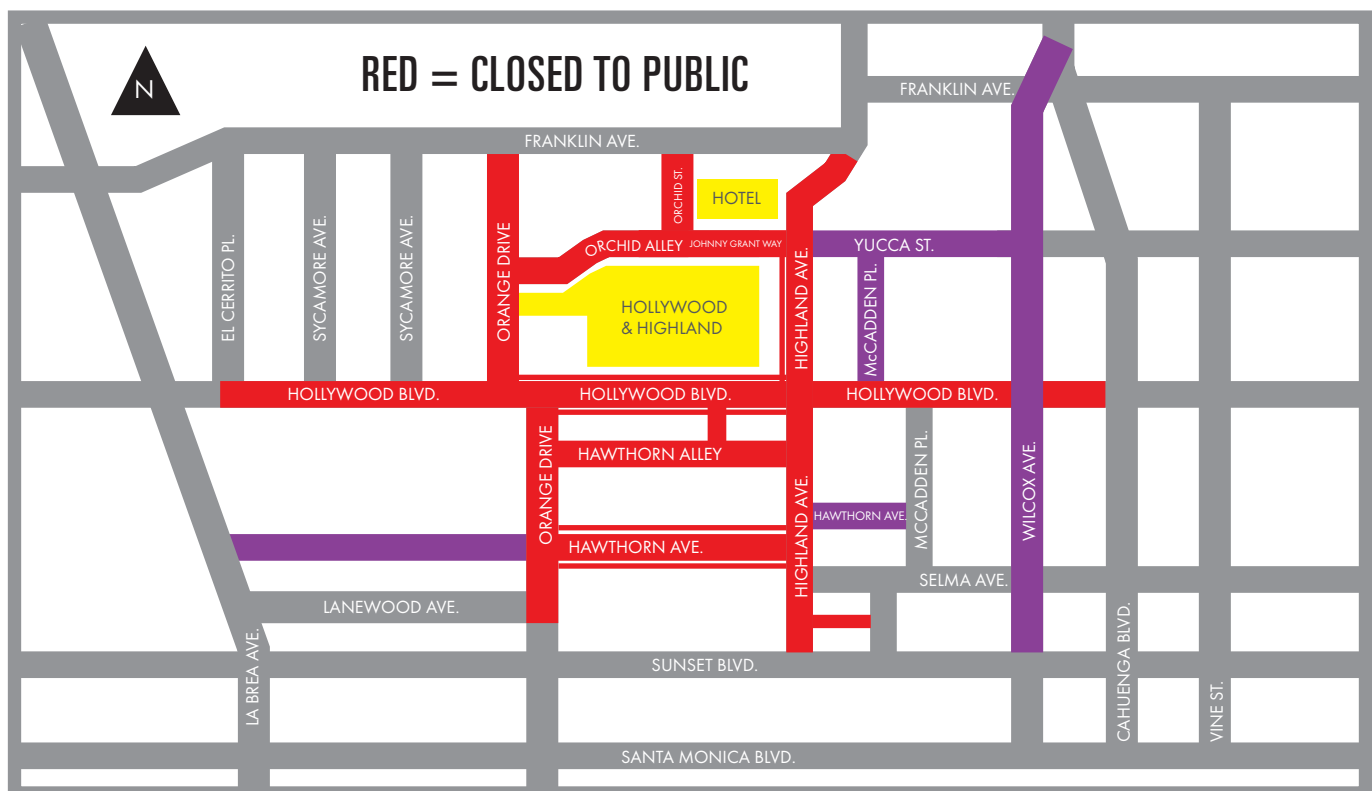 RED = CLOSED TO PUBLIC
N
FRANKLIN AVE.
FRANKLIN AVE.
ORCHID ST.
HOTEL
EL CERRITO PL.
SYCAMORE AVE.
SYCAMORE AVE.
ORANGE DRIVE
ORCHID ALLEY
JOHNNY GRANT WAY
HIGHLAND AVE.
YUCCA ST.
McCADDEN PL.
HOLLYWOOD
& HIGHLAND
HOLLYWOOD BLVD.
HOLLYWOOD BLVD.
HOLLYWOOD BLVD.
ORANGE DRIVE
HAWTHORN ALLEY
HIGHLAND AVE.
HAWTHORN AVE.
MCCADDEN PL.
WILCOX AVE.
HAWTHORN AVE.
SELMA AVE.
LANEWOOD AVE.
LA BREA AVE.
SUNSET BLVD.
CAHUENGA BLVD.
VINE ST.
SANTA MONICA BLVD.